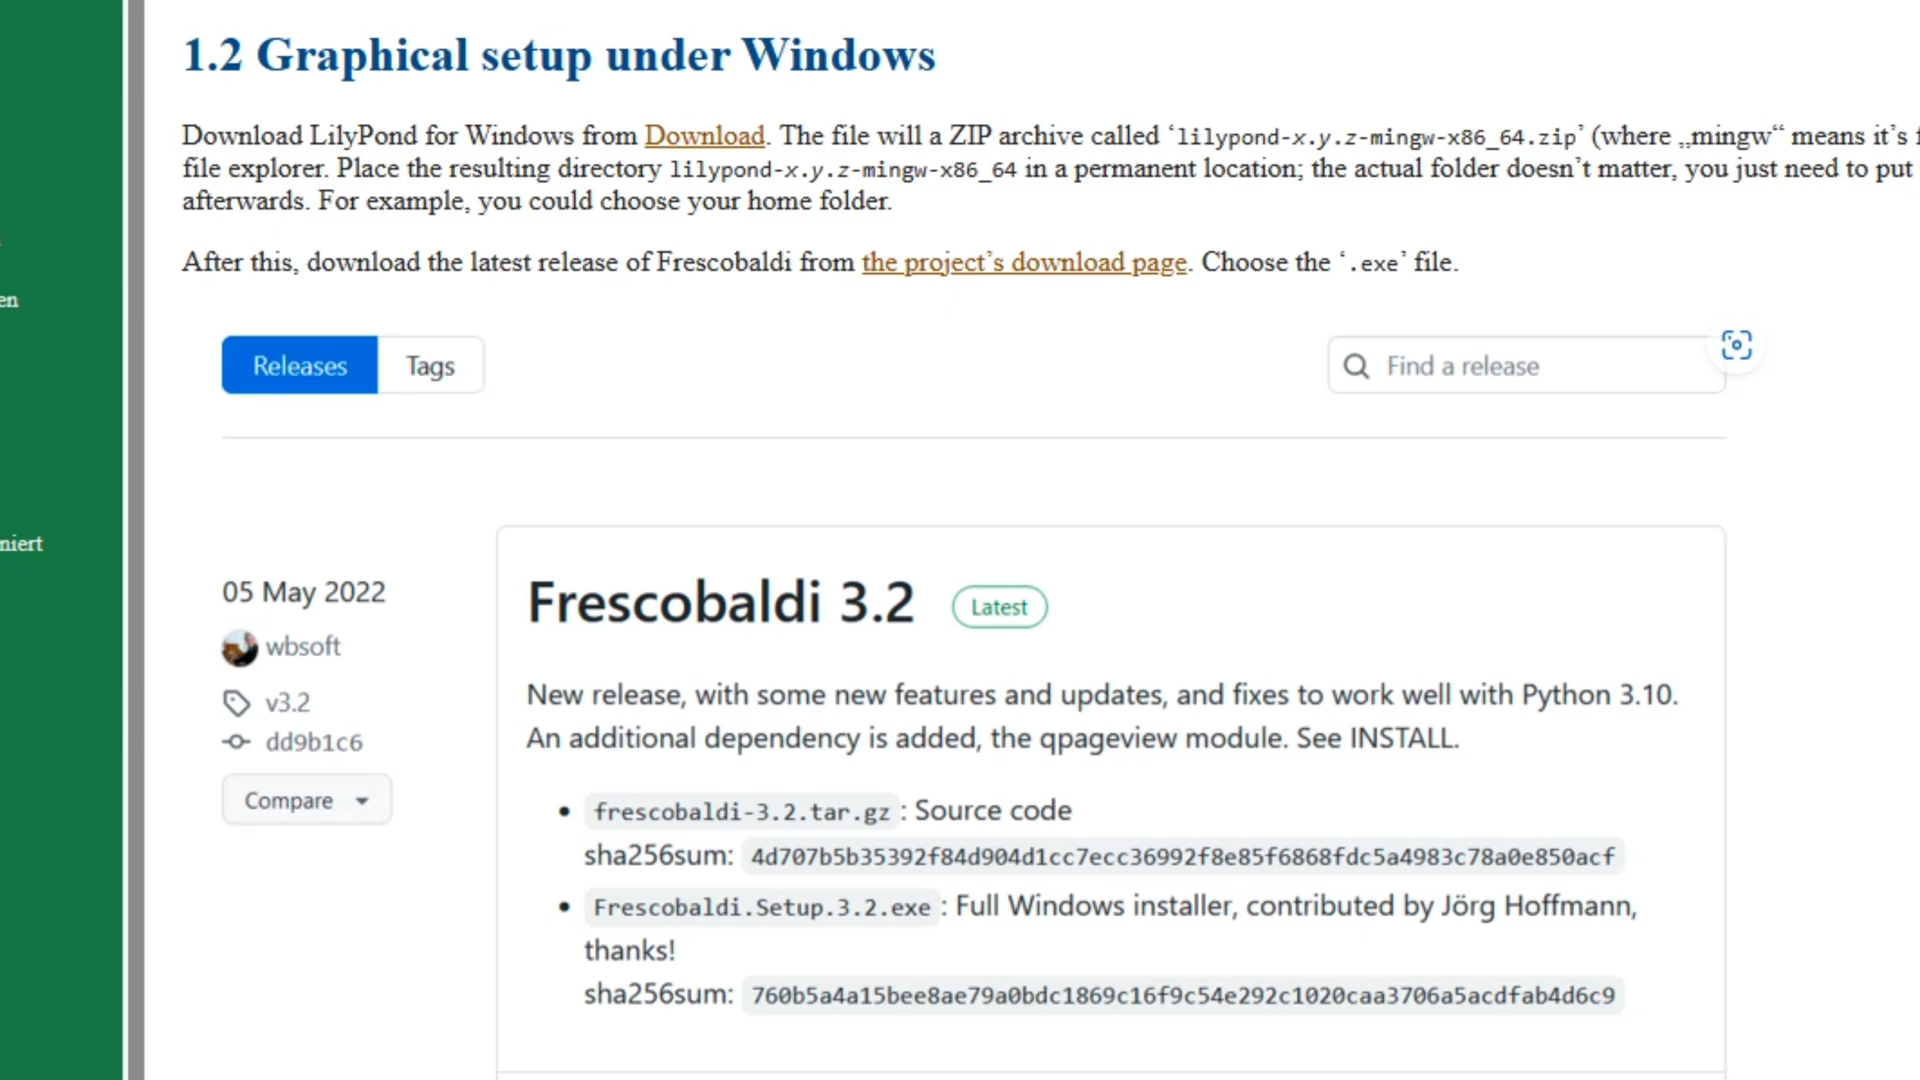 1.2 Graphical setup under Windows
Download LilyPond for Windows from Download. The file will a ZIP archive called ‘lilypond-x.y.z-mingw-x86_64.zip’ (where „mingw“ means it’s
file explorer. Place the resulting directory lilypond-x.y.z-mingw-x86_64 in a permanent location; the actual folder doesn’t matter, you just need to put
afterwards. For example, you could choose your home folder.
After this, download the latest release of Frescobaldi from the project’s download page. Choose the ‘.exe’ file.
en
Releases Tags Find a release
niert
05 May 2022
wbsoft
v3.2
dd9b1c6
Compare
Frescobaldi 3.2 Latest
New release, with some new features and updates, and fixes to work well with Python 3.10.
An additional dependency is added, the qpageview module. See INSTALL.
• frescobaldi-3.2.tar.gz: Source code
sha256sum: 4d707b5b35392f84d904d1cc7ecc36992f8e85f6868fdc5a4983c78a0e850acf
• Frescobaldi.Setup.3.2.exe: Full Windows installer, contributed by Jörg Hoffmann,
thanks!
sha256sum: 760b5a4a15bee8ae79a0bdc1869c16f9c54e292c1020caa3706a5acdfab4d6c9